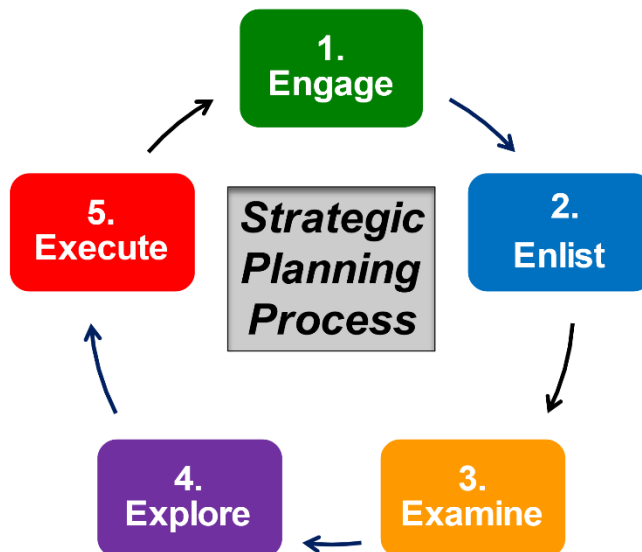 1.
Engage
2.
Enlist
3.
Examine
4.
Explore
5.
Execute
Strategic
Planning
Process